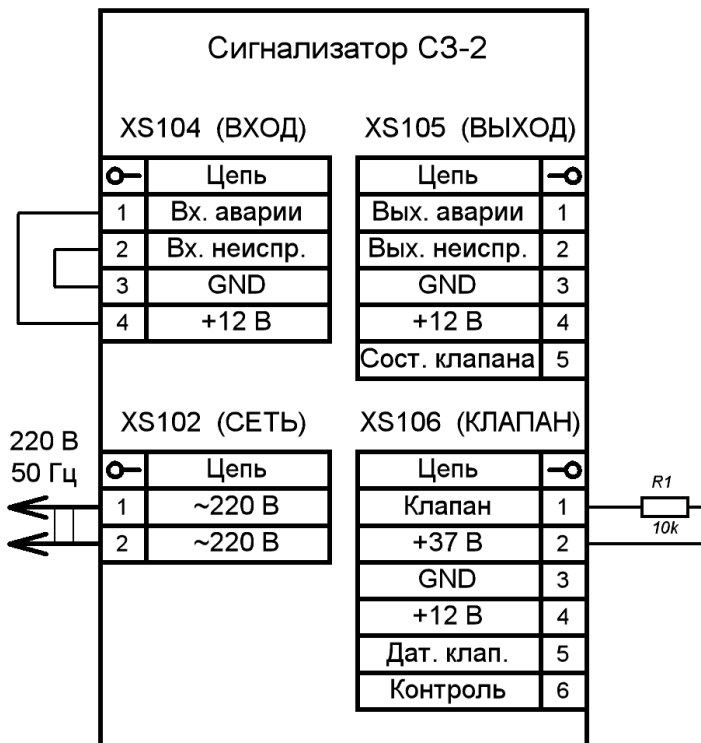 Сигнализатор СЗ-2
XS104 (ВХОД)
Цепь
1 Вх. аварии
2 Вх. неиспр.
3 GND
4 +12 В
XS105 (ВЫХОД)
Цепь
Вых. аварии 1
Вых. неиспр. 2
GND 3
+12 В 4
Сост. клапана 5
220 В
50 Гц
XS102 (СЕТЬ)
Цепь
1 ~220 В
2 ~220 В
XS106 (КЛАПАН)
Цепь
Клапан 1
+37 В 2
GND 3
+12 В 4
Дат. клап. 5
Контроль 6
R1
10k